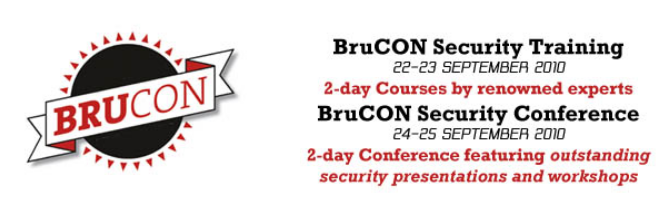 BRUCON
BruCON Security Training
22-23 SEPTEMBER 2010
2-day Courses by renowned experts
BruCON Security Conference
24-25 SEPTEMBER 2010
2-day Conference featuring outstanding
security presentations and workshops